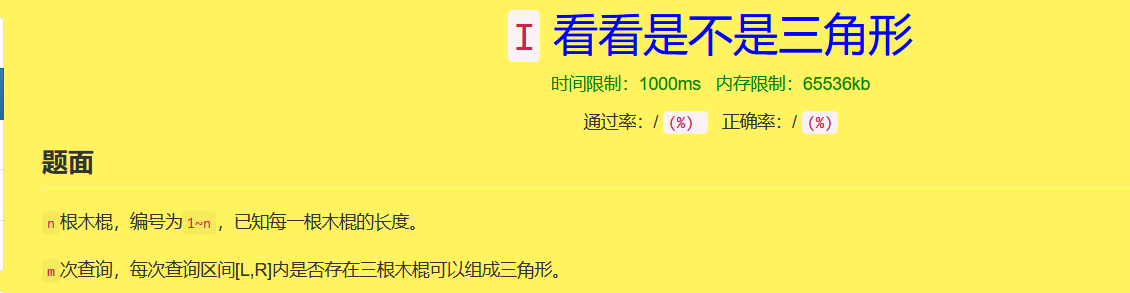 I 看看是不是三角形
时间限制：1000ms 内存限制：65536kb
通过率：/ (%) 正确率：/ (%)
题面
n根木棍，编号为1~n，已知每一根木棍的长度。
m次查询，每次查询区间[L,R]内是否存在三根木棍可以组成三角形。